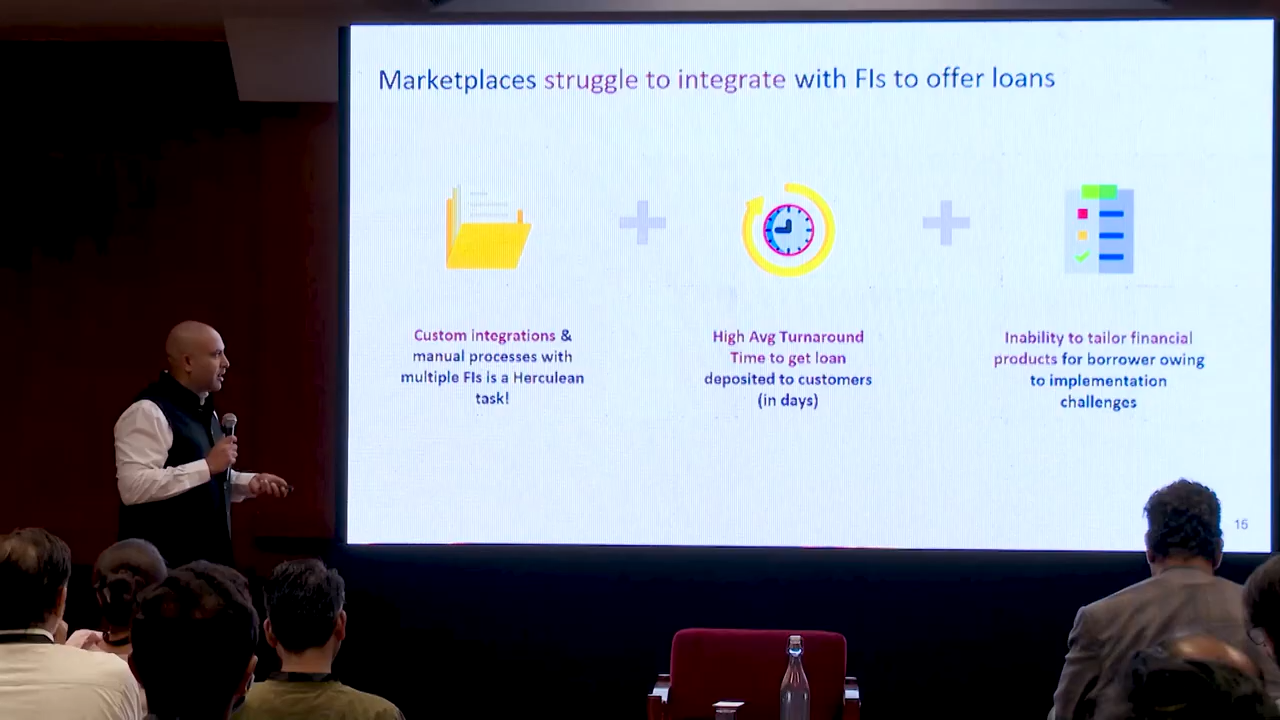 Marketplaces struggle to integrate with FIs to offer loans
Custom integrations &
manual processes with
multiple FIs is a Herculean
task!
High Avg Turnaround
Time to get loan
deposited to customers
(in days)
Inability to tailor financial
products for borrower owing
to implementation
challenges
15